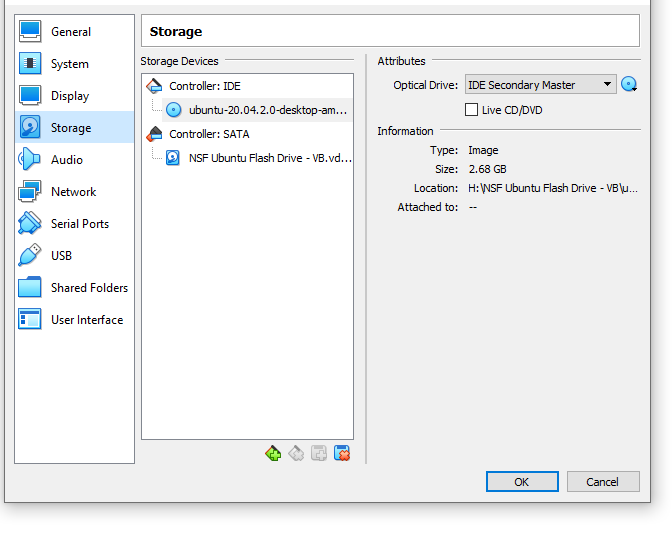 General
System
Display
Storage
Audio
Network
Serial Ports
USB
Shared Folders
User Interface
Storage
Storage Devices
Controller: IDE
ubuntu-20.04.2.0-desktop-am...
Controller: SATA
NSF Ubuntu Flash Drive - VB.vd...
Attributes
Optical Drive: IDE Secondary Master
Live CD/DVD
Information
Type: Image
Size: 2.68 GB
Location: H:\NSF Ubuntu Flash Drive - VB\u...
Attached to: --
OK Cancel